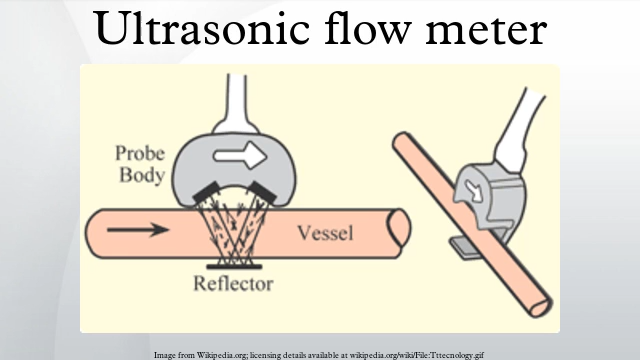 Ultrasonic flow meter
Probe
Body
Vessel
Reflector
Image from Wikipedia.org; licensing details available at wikipedia.org/wiki/File:Tttecnology.gif